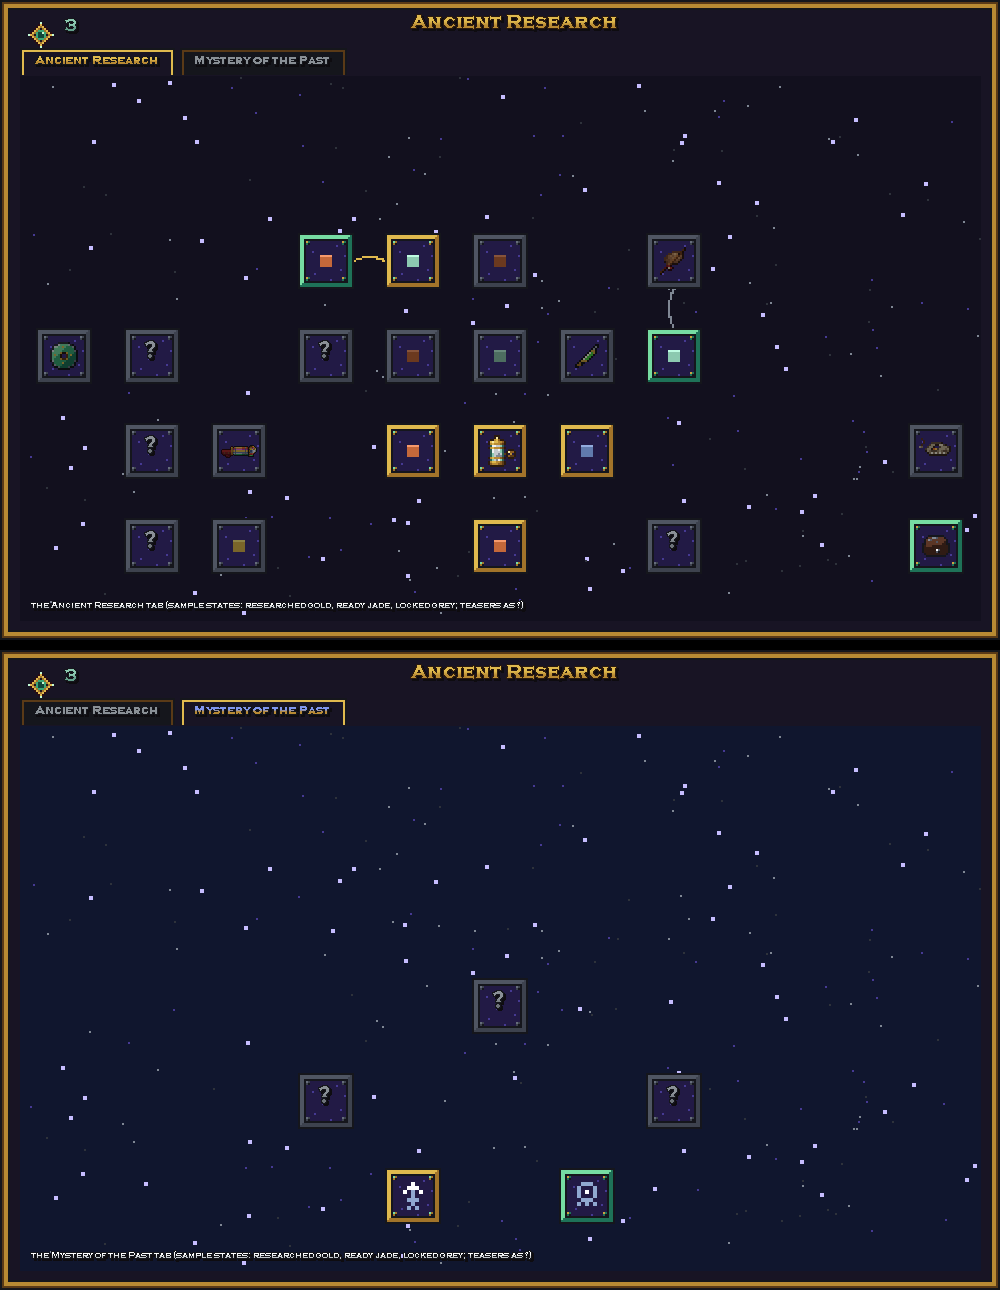 3
Ancient Research
Ancient Research
Mystery of the Past
?
? ?
?
? ?
The Ancient Research tab (sample states: researched gold, ready jade, locked grey; teasers as ?)
3
Ancient Research
Ancient Research
Mystery of the Past
?
? ?
The Mystery of the Past tab (sample states: researched gold, ready jade, locked grey; teasers as ?)